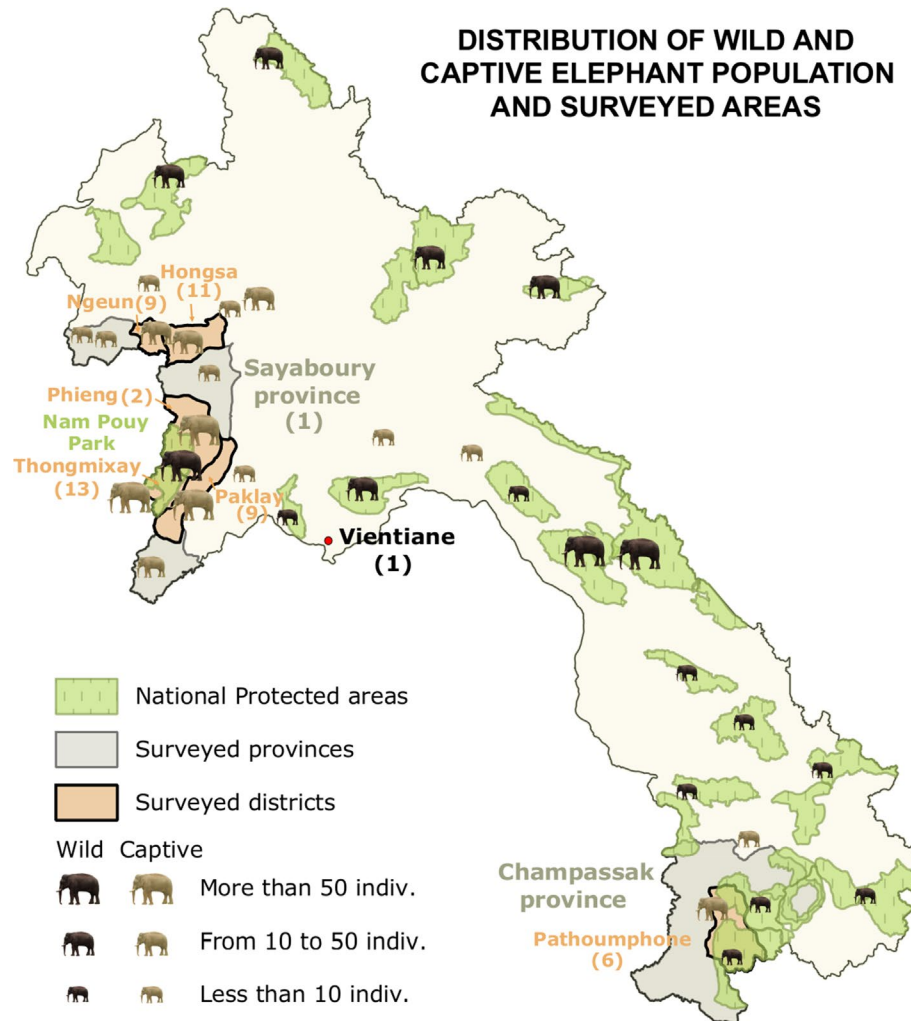 DISTRIBUTION OF WILD AND
CAPTIVE ELEPHANT POPULATION
AND SURVEYED AREAS
Hongsa
(11)
Ngeun(9)
Sayaboury
province
(1)
Phieng(2)
Nam Pouy
Park
Thongmixay
(13)
Paklay
(9)
Vientiane
(1)
National Protected areas
Surveyed provinces
Surveyed districts
Wild Captive
More than 50 indiv.
From 10 to 50 indiv.
Less than 10 indiv.
Champassak
province
Pathoumphone
(6)